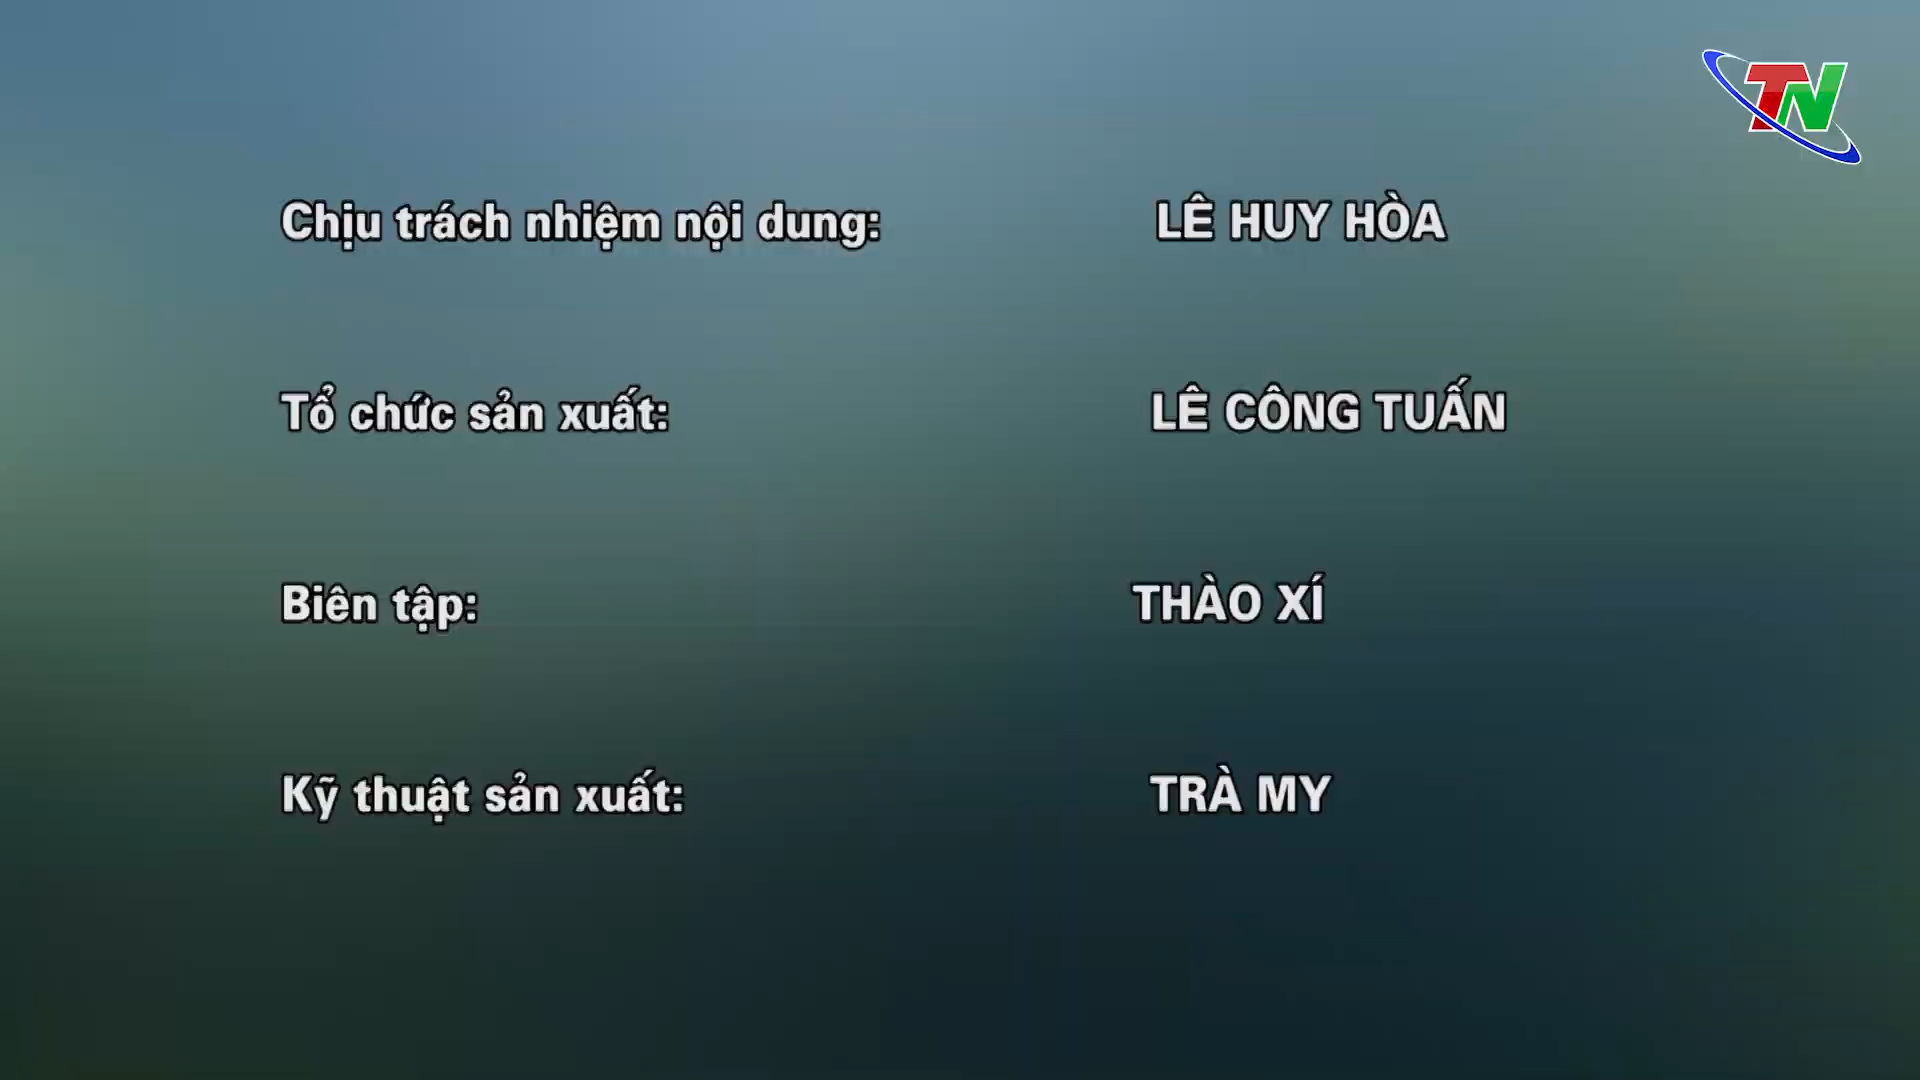 TN
Chịu trách nhiệm nội dung: LÊ HUY HÒA
Tổ chức sản xuất: LÊ CÔNG TUẤN
Biên tập: THÀO XÍ
Kỹ thuật sản xuất: TRÀ MY